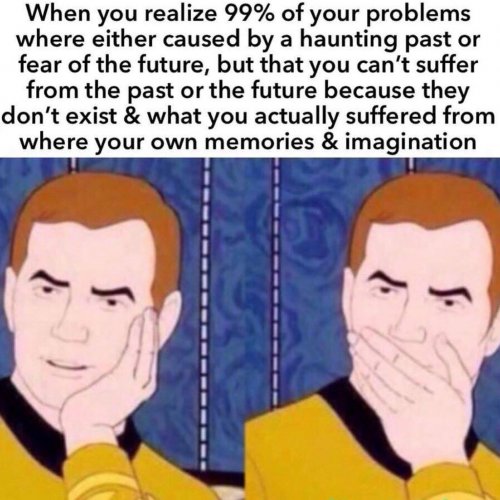 When you realize 99% of your problems
where either caused by a haunting past or
fear of the future, but that you can't suffer
from the past or the future because they
don't exist & what you actually suffered from
where your own memories & imagination